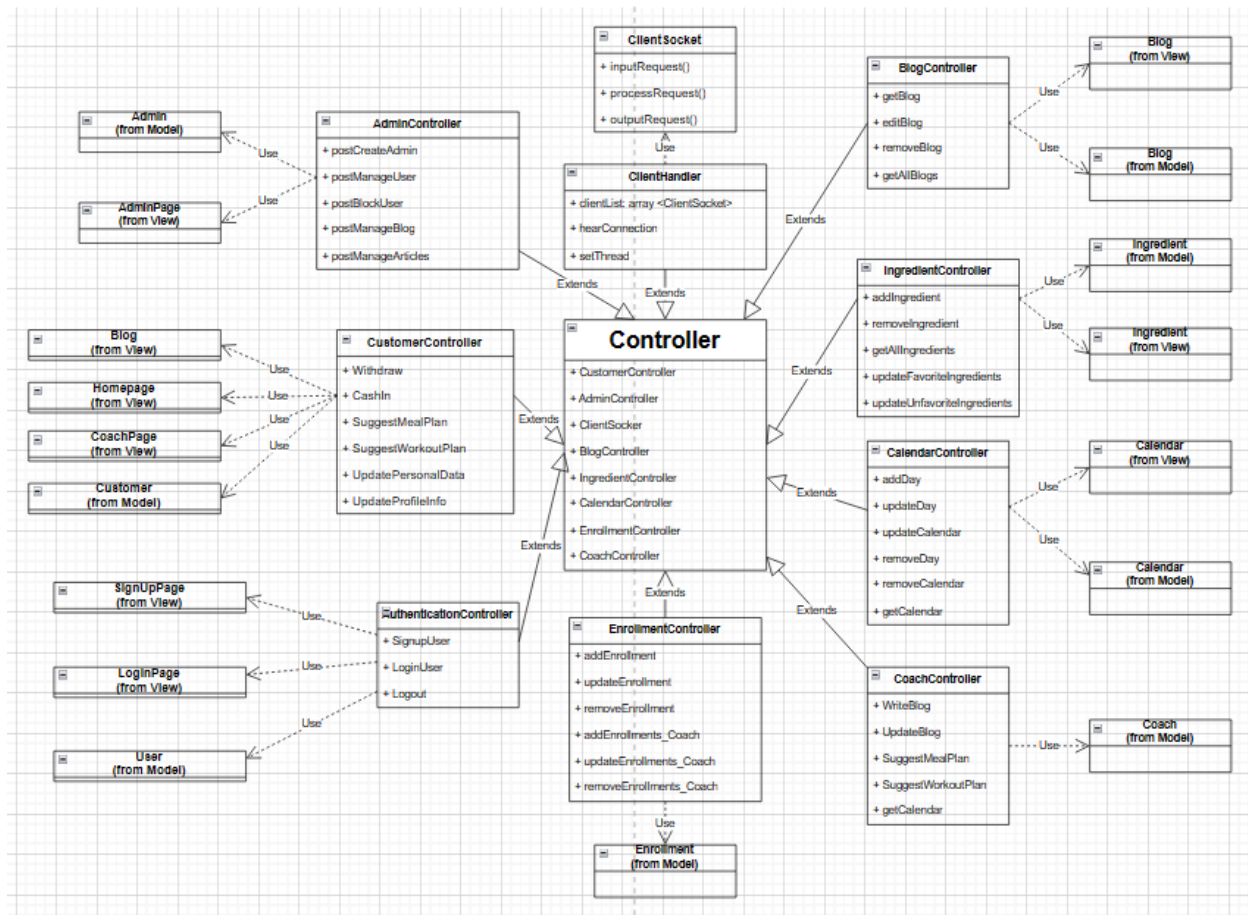 ClientSocket
+ inputRequest()
+ processRequest()
+ outputRequest()
Use
ClientHandler
+ clientList: array <ClientSocket>
+ hearConnection
+ setThread
Extends
BlogController
+ getBlog
+ editBlog
+ removeBlog
+ getAllBlogs
Extends
Use
Use
Blog
(from View)
Blog
(from Model)
Admin
(from Model)
AdminPage
(from View)
Use
Use
AdminController
+ postCreateAdmin
+ postManageUser
+ postBlockUser
+ postManageBlog
+ postManageArticles
Extends
IngredientController
+ addIngredient
+ removeIngredient
+ getAllIngredients
+ updateFavoriteIngredients
+ updateUnfavoriteIngredients
Extends
Use
Use
Ingredient
(from Model)
Ingredient
(from View)
Blog
(from View)
Homepage
(from View)
CoachPage
(from View)
Customer
(from Model)
Use
Use
Use
Use
CustomerController
+ Withdraw
+ CashIn
+ SuggestMealPlan
+ SuggestWorkoutPlan
+ UpdatePersonalData
+ UpdateProfileInfo
Extends
Controller
+ CustomerController
+ AdminController
+ ClientSocker
+ BlogController
+ IngredientController
+ CalendarController
+ EnrollmentController
+ CoachController
CalendarController
+ addDay
+ updateDay
+ updateCalendar
+ removeDay
+ removeCalendar
+ getCalendar
Extends
Use
Use
Calendar
(from View)
Calendar
(from Model)
SignUpPage
(from View)
LoginPage
(from View)
User
(from Model)
Use
Use
Use
AuthenticationController
+ SignupUser
+ LoginUser
+ Logout
Extends
Extends
EnrollmentController
+ addEnrollment
+ updateEnrollment
+ removeEnrollment
+ addEnrollments_Coach
+ updateEnrollments_Coach
+ removeEnrollments_Coach
Use
Enrollment
(from Model)
Extends
CoachController
+ WriteBlog
+ UpdateBlog
+ SuggestMealPlan
+ SuggestWorkoutPlan
+ getCalendar
Use
Coach
(from Model)